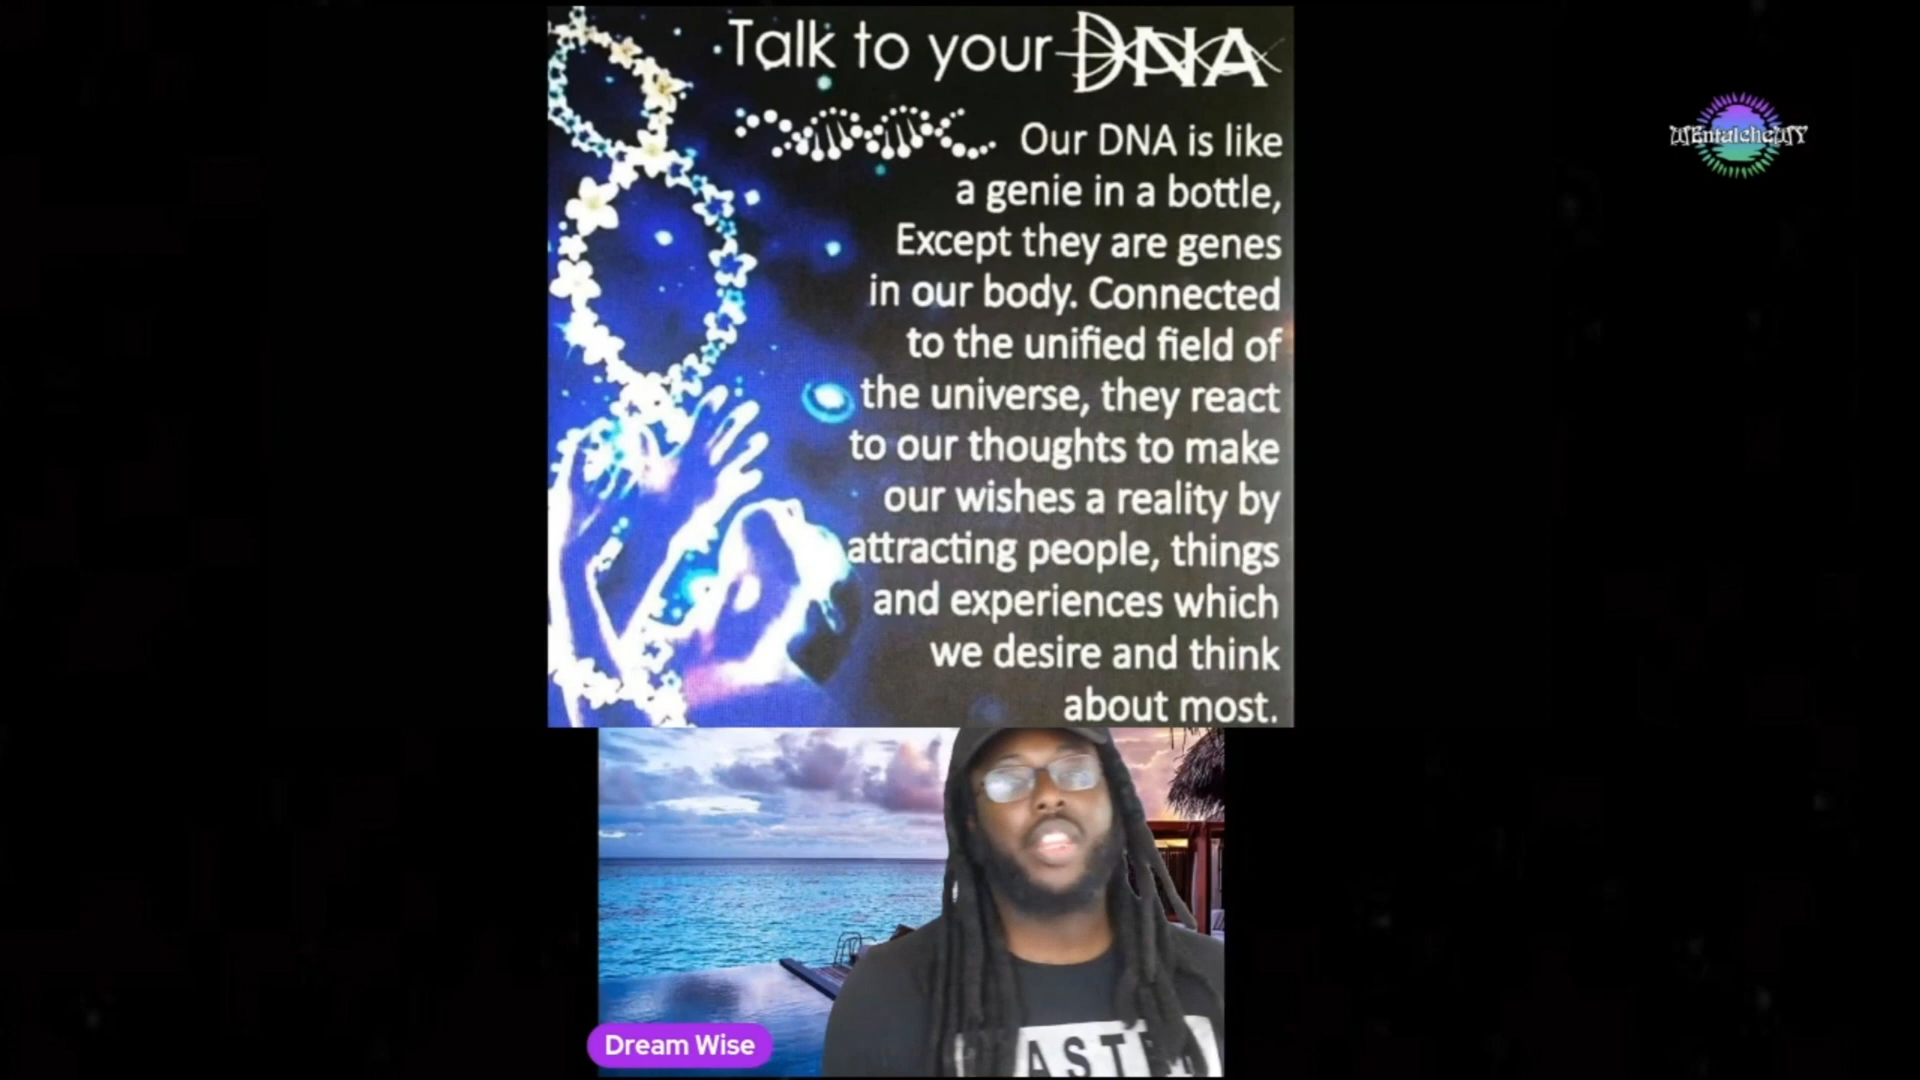 Talk to your DNA
Our DNA is like
a genie in a bottle,
Except they are genes
in our body. Connected
to the unified field of
the universe, they react
to our thoughts to make
our wishes a reality by
attracting people, things
and experiences which
we desire and think
about most.
MEntalcheMY
Dream Wise